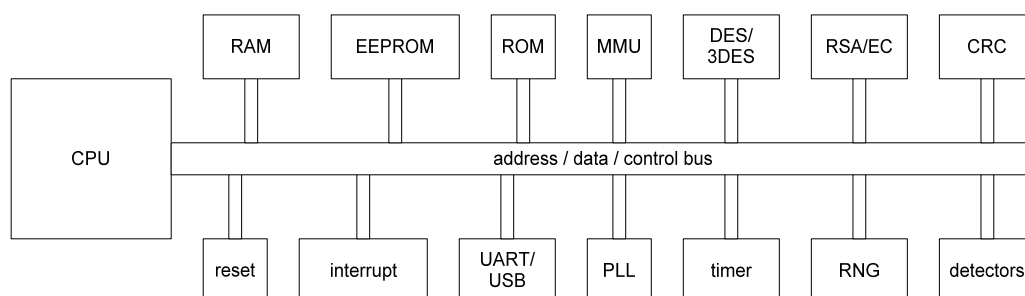 RAM
EEPROM
ROM
MMU
DES/
3DES
RSA/EC
CRC
CPU
address / data / control bus
reset
interrupt
UART/
USB
PLL
timer
RNG
detectors